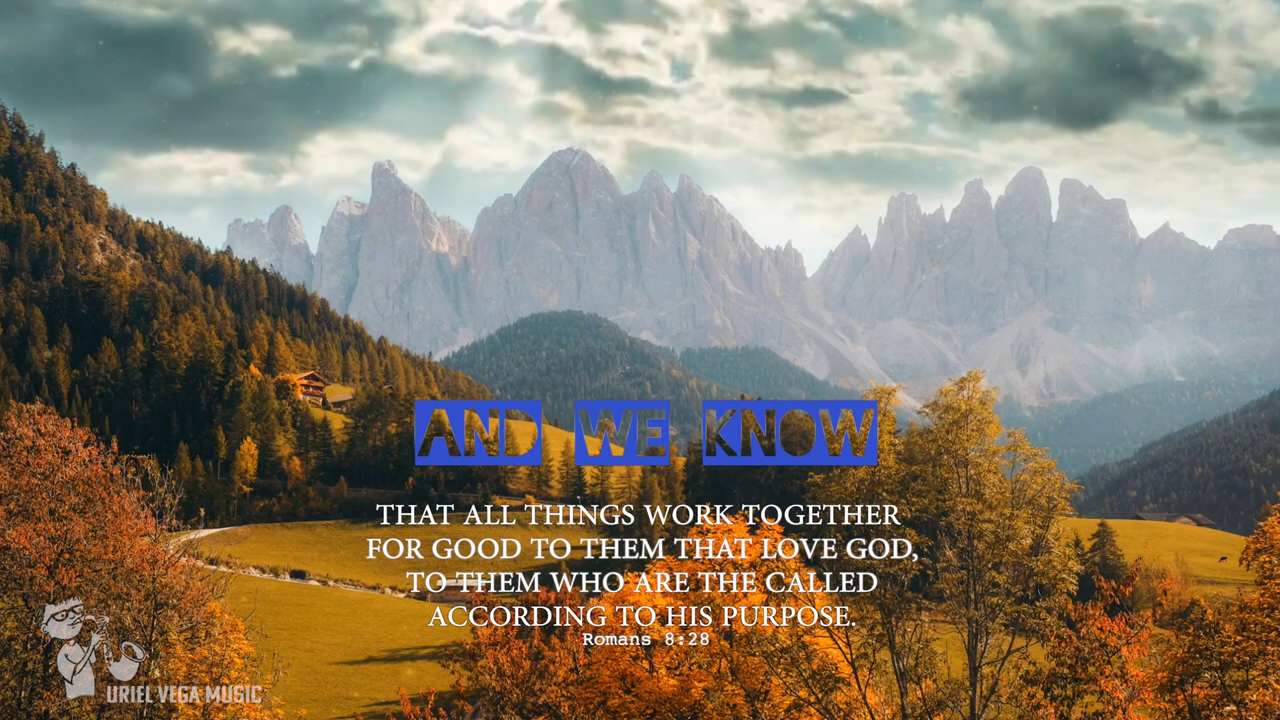 AND WE KNOW
THAT ALL THINGS WORK TOGETHER
FOR GOOD TO THEM THAT LOVE GOD,
TO THEM WHO ARE THE CALLED
ACCORDING TO HIS PURPOSE.
Romans 8:28
URIEL VEGA MUSIC